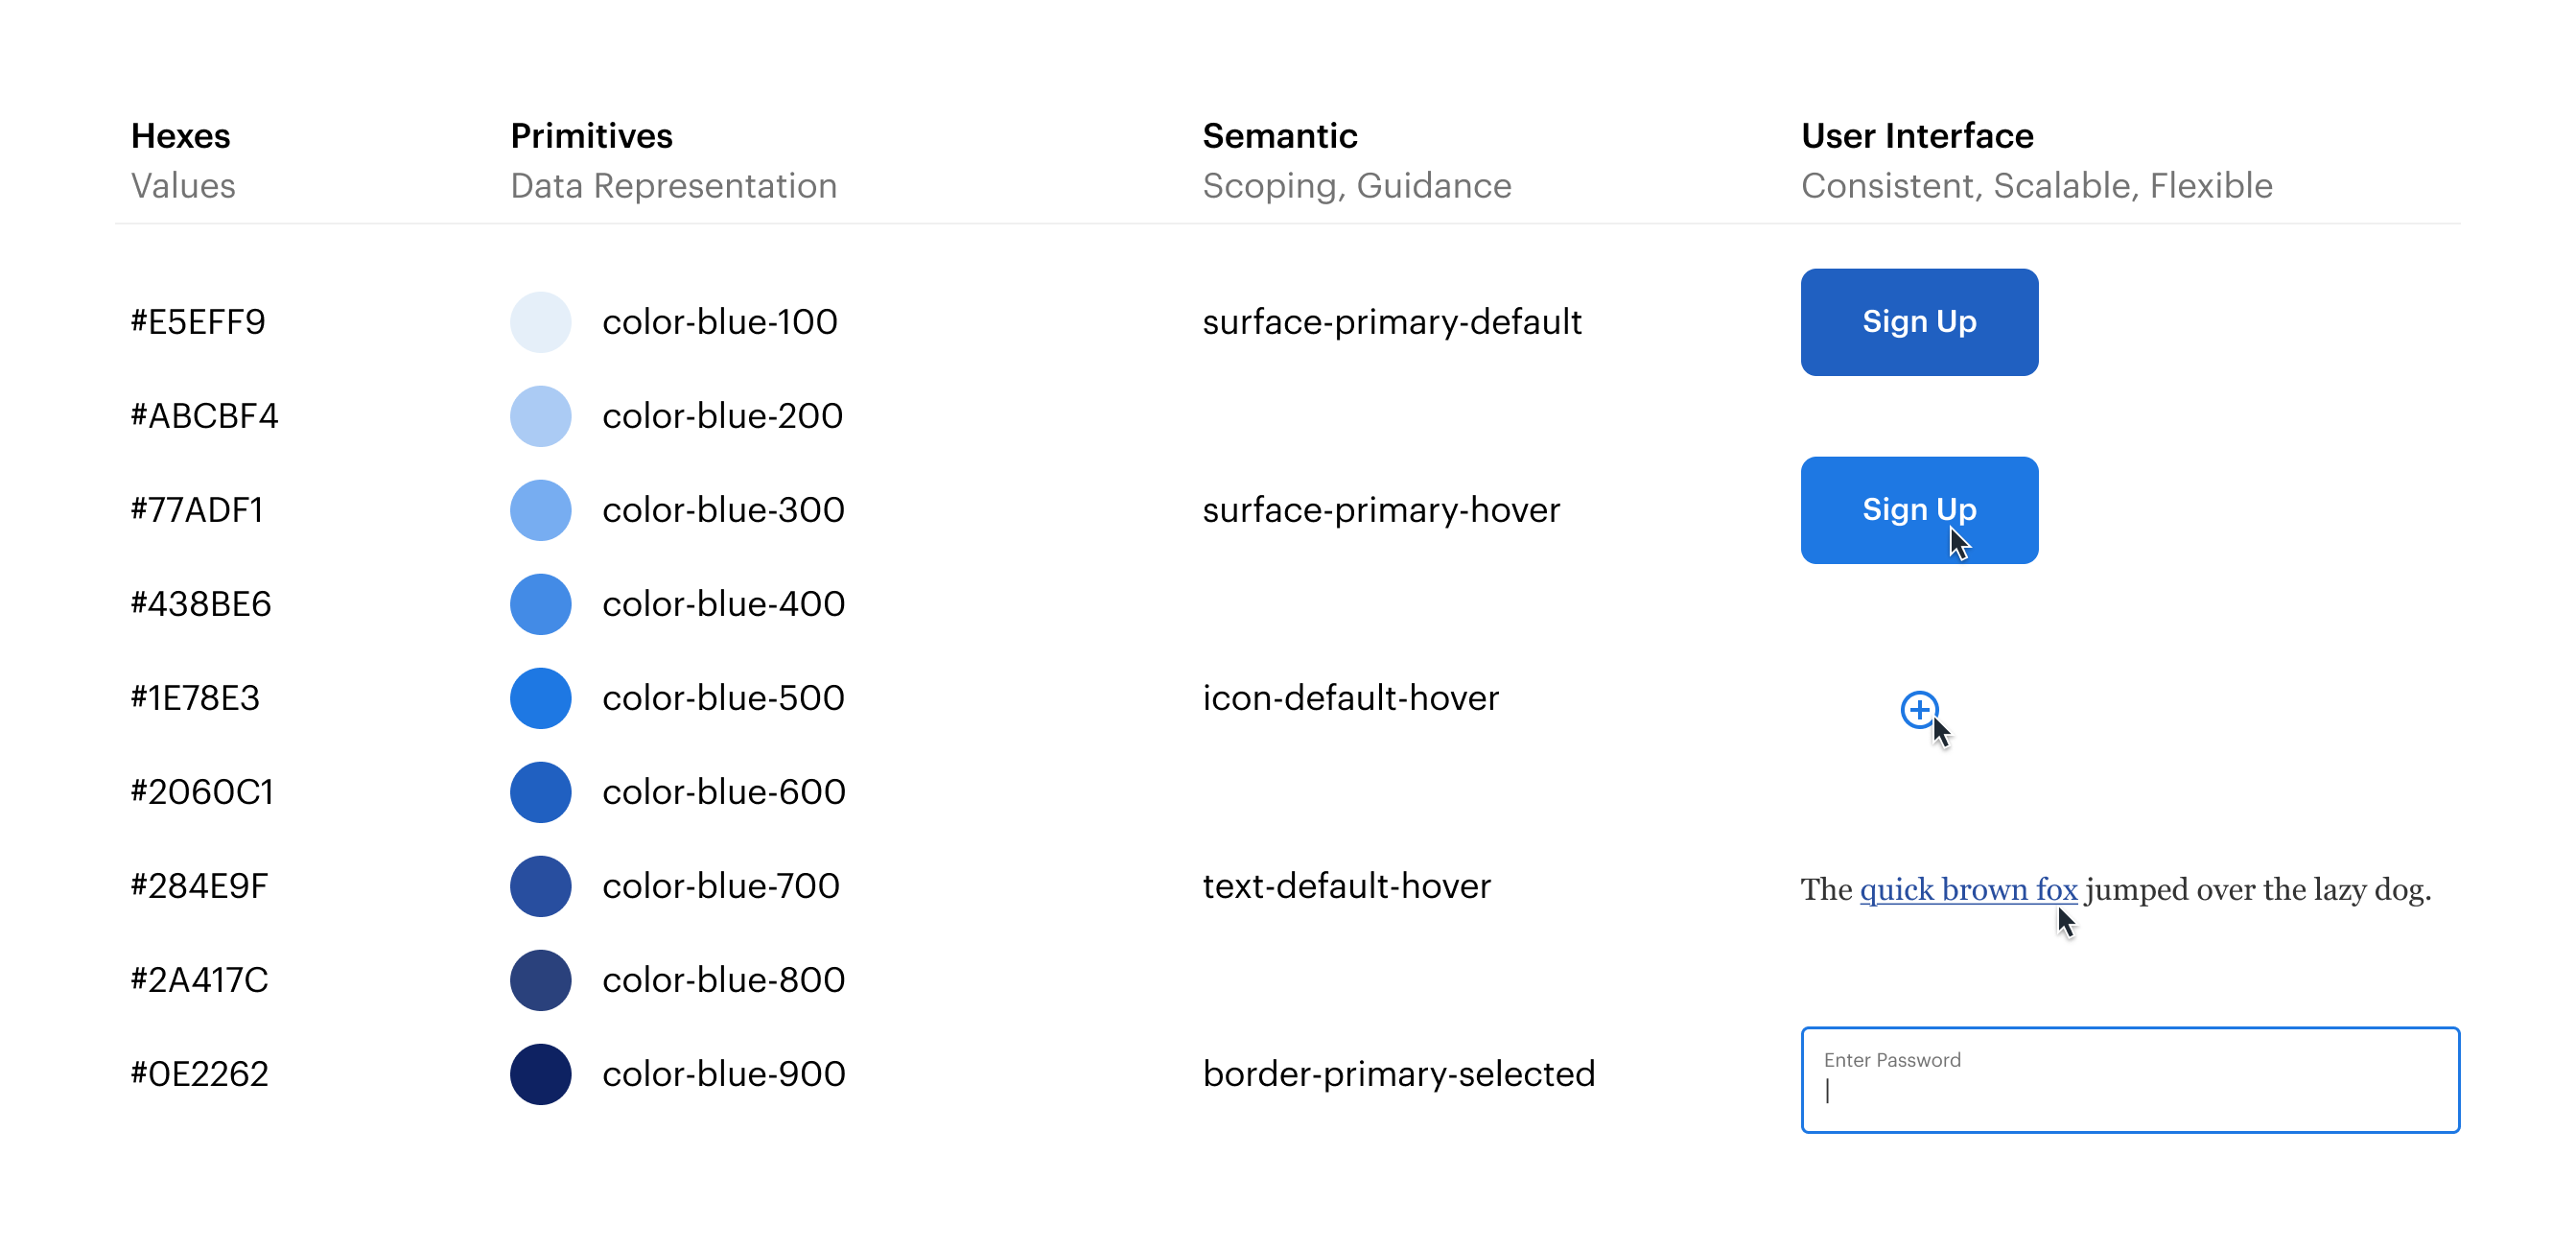 Hexes Primitives Semantic User Interface
Values Data Representation Scoping, Guidance Consistent, Scalable, Flexible
#E5EFF9 color-blue-100 surface-primary-default Sign Up
#ABCBF4 color-blue-200
#77ADF1 color-blue-300 surface-primary-hover Sign Up
#438BE6 color-blue-400
#1E78E3 color-blue-500 icon-default-hover
#2060C1 color-blue-600
#284E9F color-blue-700 text-default-hover The quick brown fox jumped over the lazy dog.
#2A417C color-blue-800
#0E2262 color-blue-900 border-primary-selected Enter Password